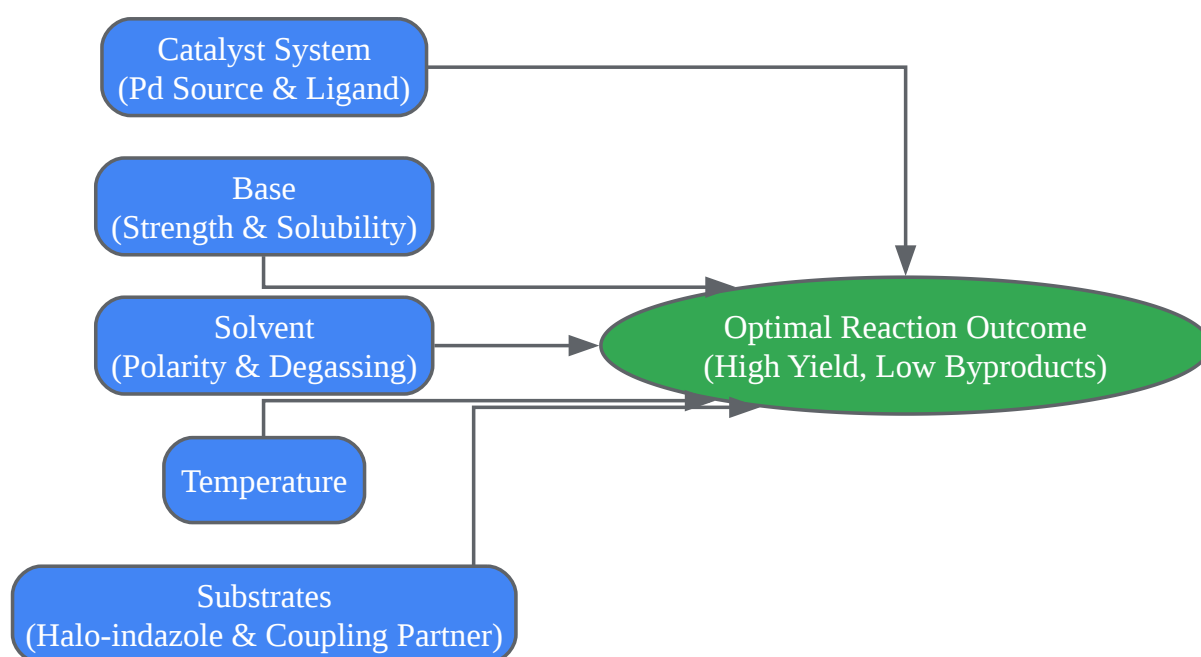 Catalyst System
(Pd Source & Ligand)
Base
(Strength & Solubility)
Solvent
(Polarity & Degassing)
Optimal Reaction Outcome
(High Yield, Low Byproducts)
Temperature
Substrates
(Halo-indazole & Coupling Partner)